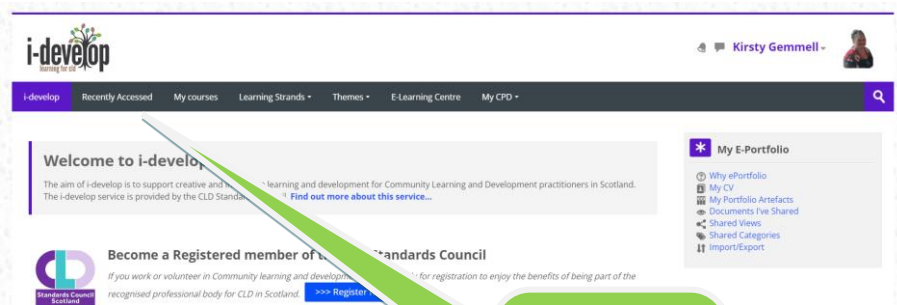 i-develop
learning for cld
Kirsty Gemmell
i-develop Recently Accessed My courses Learning Strands E-Learning Centre Themes My CPD
Welcome to i-develop
The aim of i-develop is to support creative and learning and development for Community Learning and Development practitioners in Scotland.
The i-develop service is provided by the CLD Find out more about this service...
Become a Registered member of Standards Council
If you work or volunteer in Community learning and for registration to enjoy the benefits of being part of the
recognised professional body for CLD in Scotland. >>> Register
CLD
Standards Council
Scotland
My E-Portfolio
Why ePortfolio
My CV
My Portfolio Artefacts
Documents I've Shared
Shared Views
Shared Categories
Import/Export